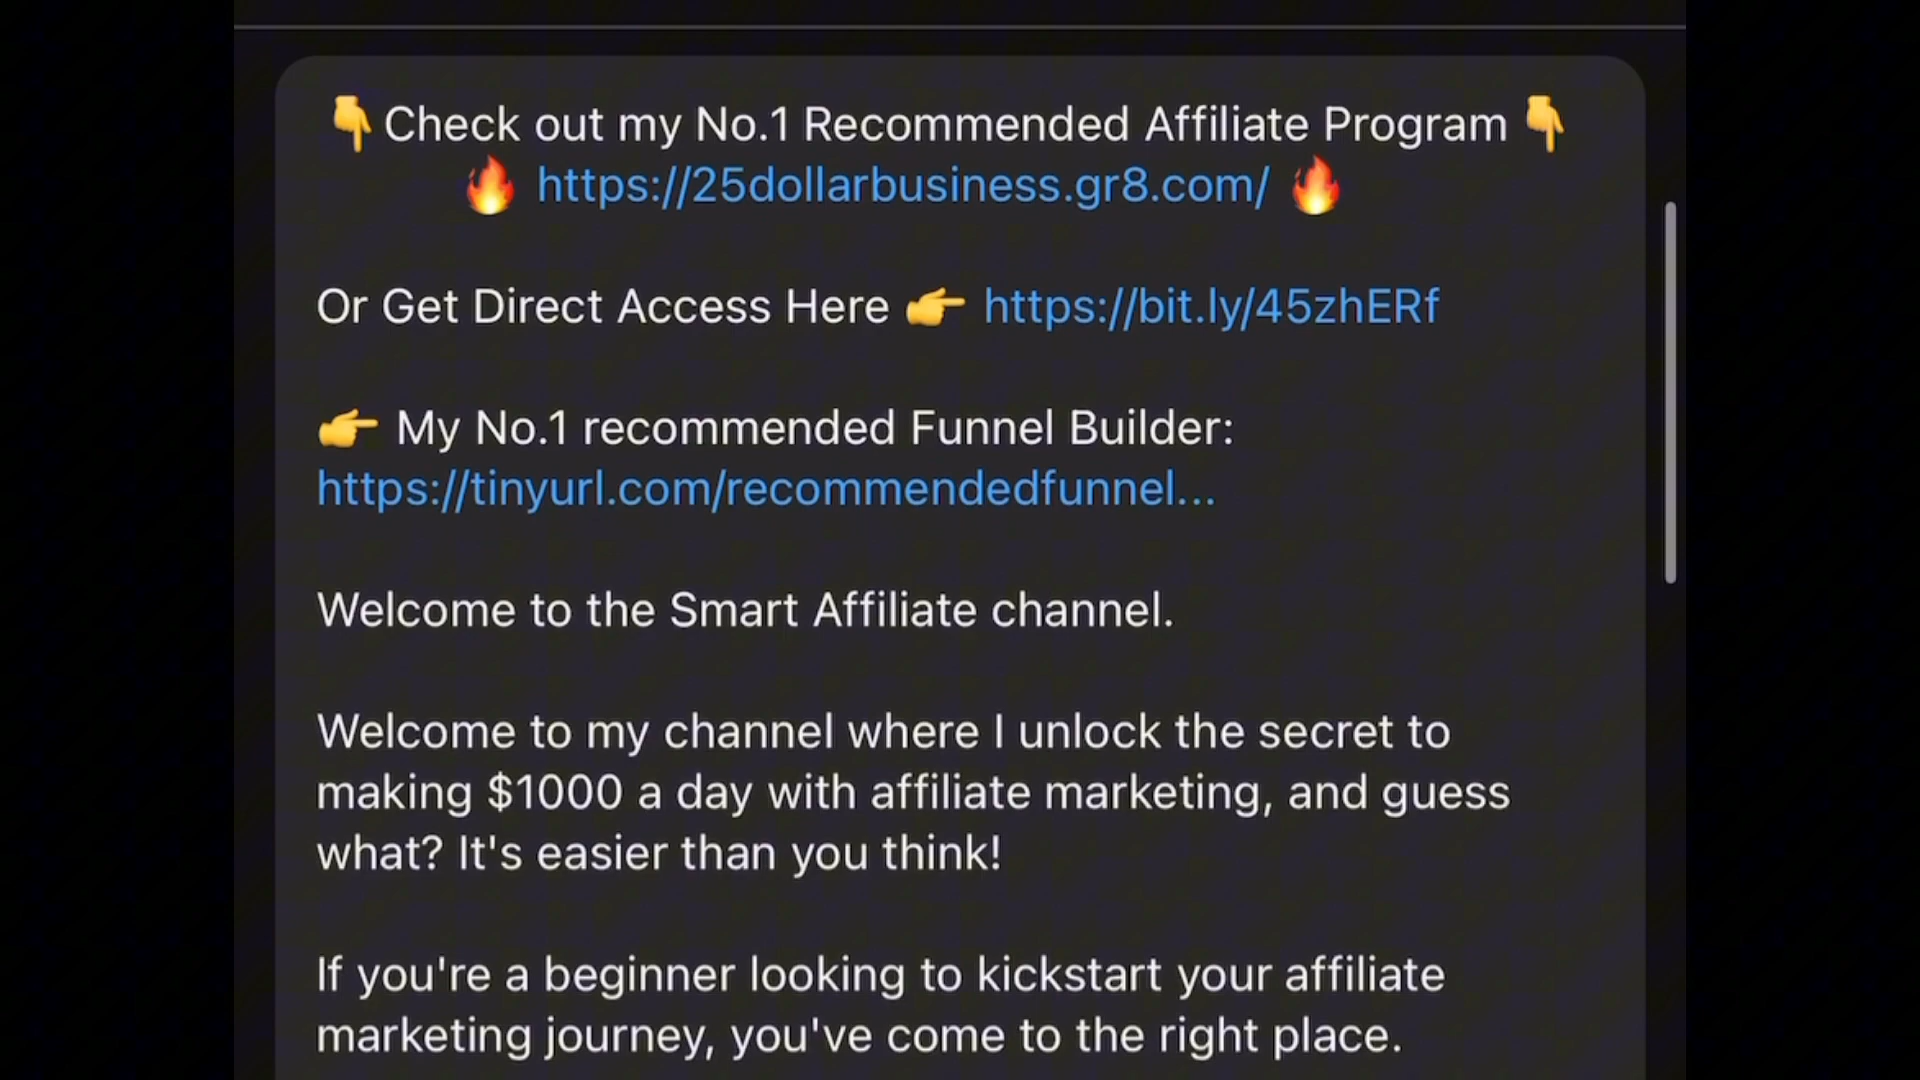 👇Check out my No.1 Recommended Affiliate Program👇
🔥 https://25dollarbusiness.gr8.com/ 🔥
Or Get Direct Access Here 👉 https://bit.ly/45zhERf
👉 My No.1 recommended Funnel Builder:
https://tinyurl.com/recommendedfunnel...
Welcome to the Smart Affiliate channel.
Welcome to my channel where I unlock the secret to
making $1000 a day with affiliate marketing, and guess
what? It's easier than you think!
If you're a beginner looking to kickstart your affiliate
marketing journey, you've come to the right place.